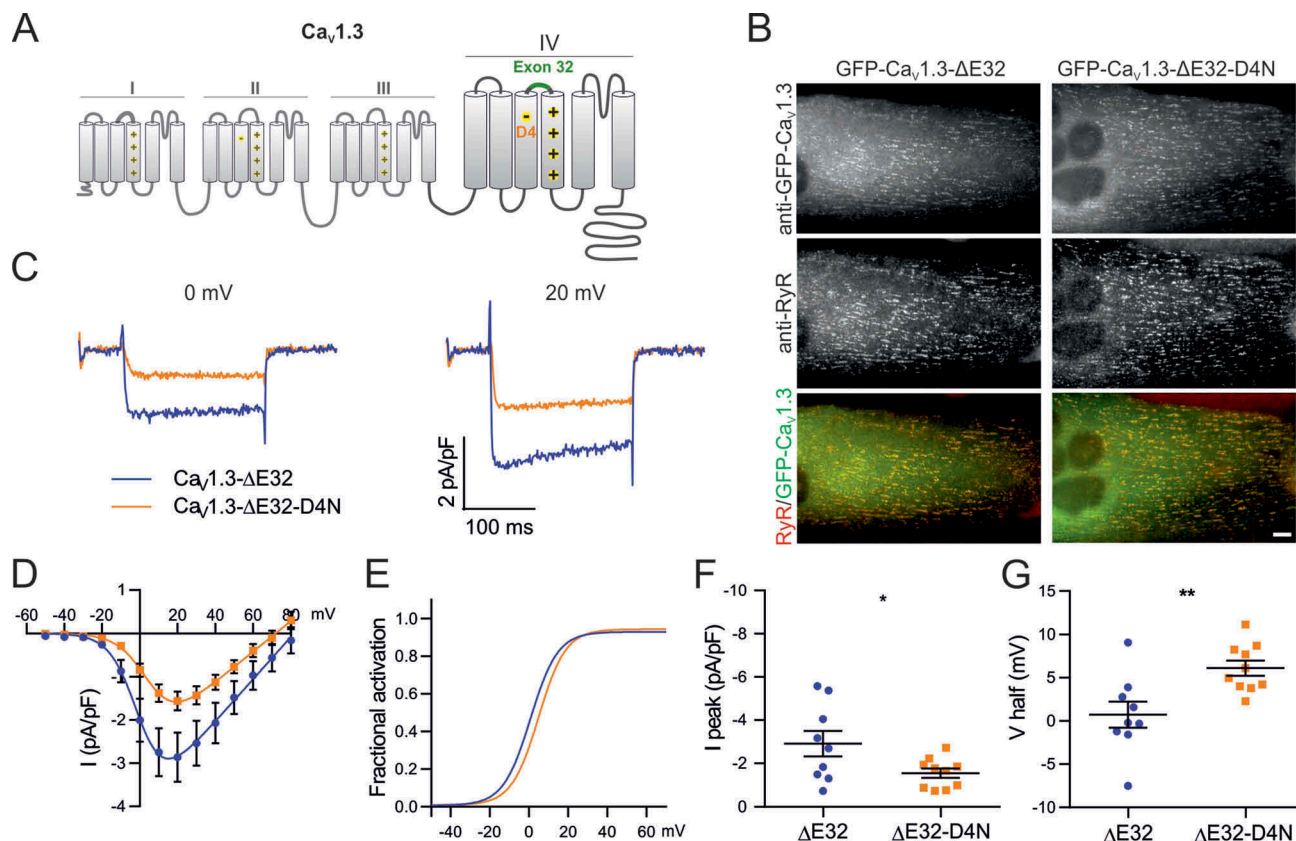 A
Caᵥ1.3
I
II
III
IV
Exon 32
-
+
+
+
+
D4
B
GFP-Caᵥ1.3-ΔE32
GFP-Caᵥ1.3-ΔE32-D4N
anti-GFP-Caᵥ1.3
anti-RyR
RyR/GFP-Caᵥ1.3
C
0 mV
20 mV
2 pA/pF
100 ms
Caᵥ1.3-ΔE32
Caᵥ1.3-ΔE32-D4N
D
1
-60 -40 -20 20 40 60 80 mV
-2
-3
-4
I (pA/pF)
E
1.0
0.8
0.6
0.4
0.2
0.0
Fractional activation
-40 -20 0 20 40 60 mV
F
-10
-8
-6
-4
-2
0
I peak (pA/pF)
*
ΔE32 ΔE32-D4N
G
15
10
5
0
-5
-10
V half (mV)
**
ΔE32 ΔE32-D4N